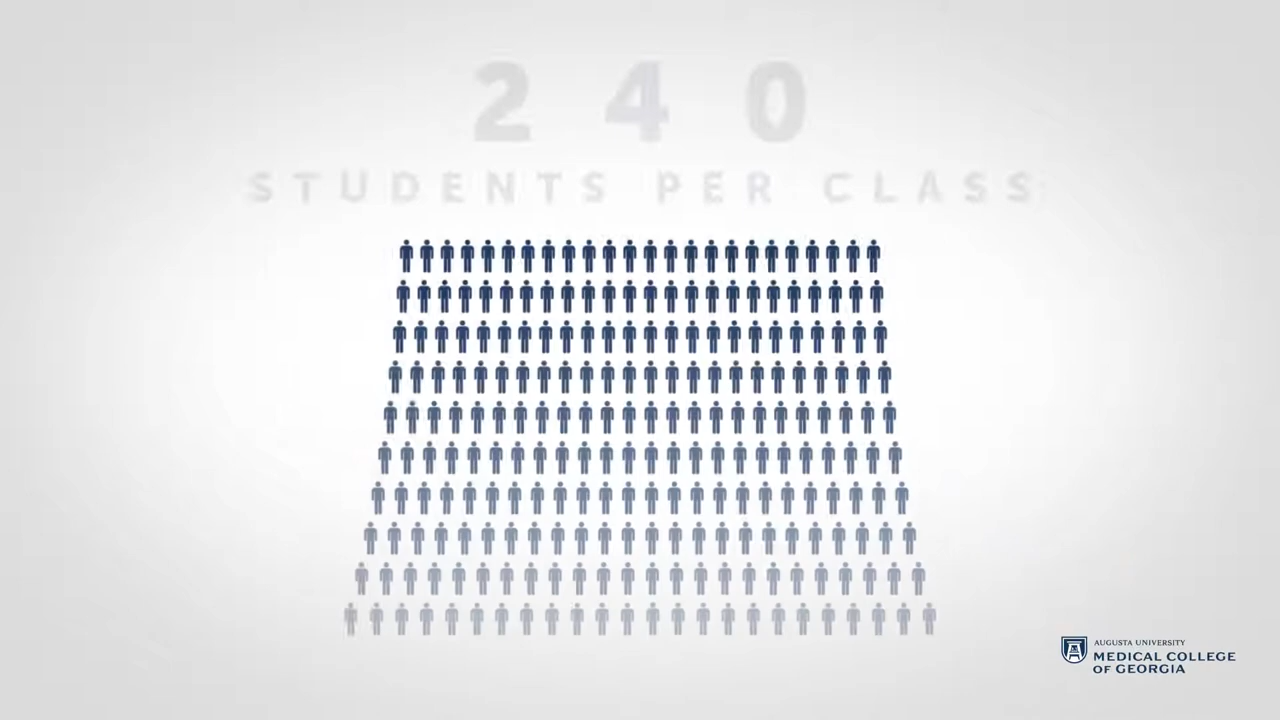 240
STUDENTS PER CLASS
AUGUSTA UNIVERSITY
MEDICAL COLLEGE
OF GEORGIA